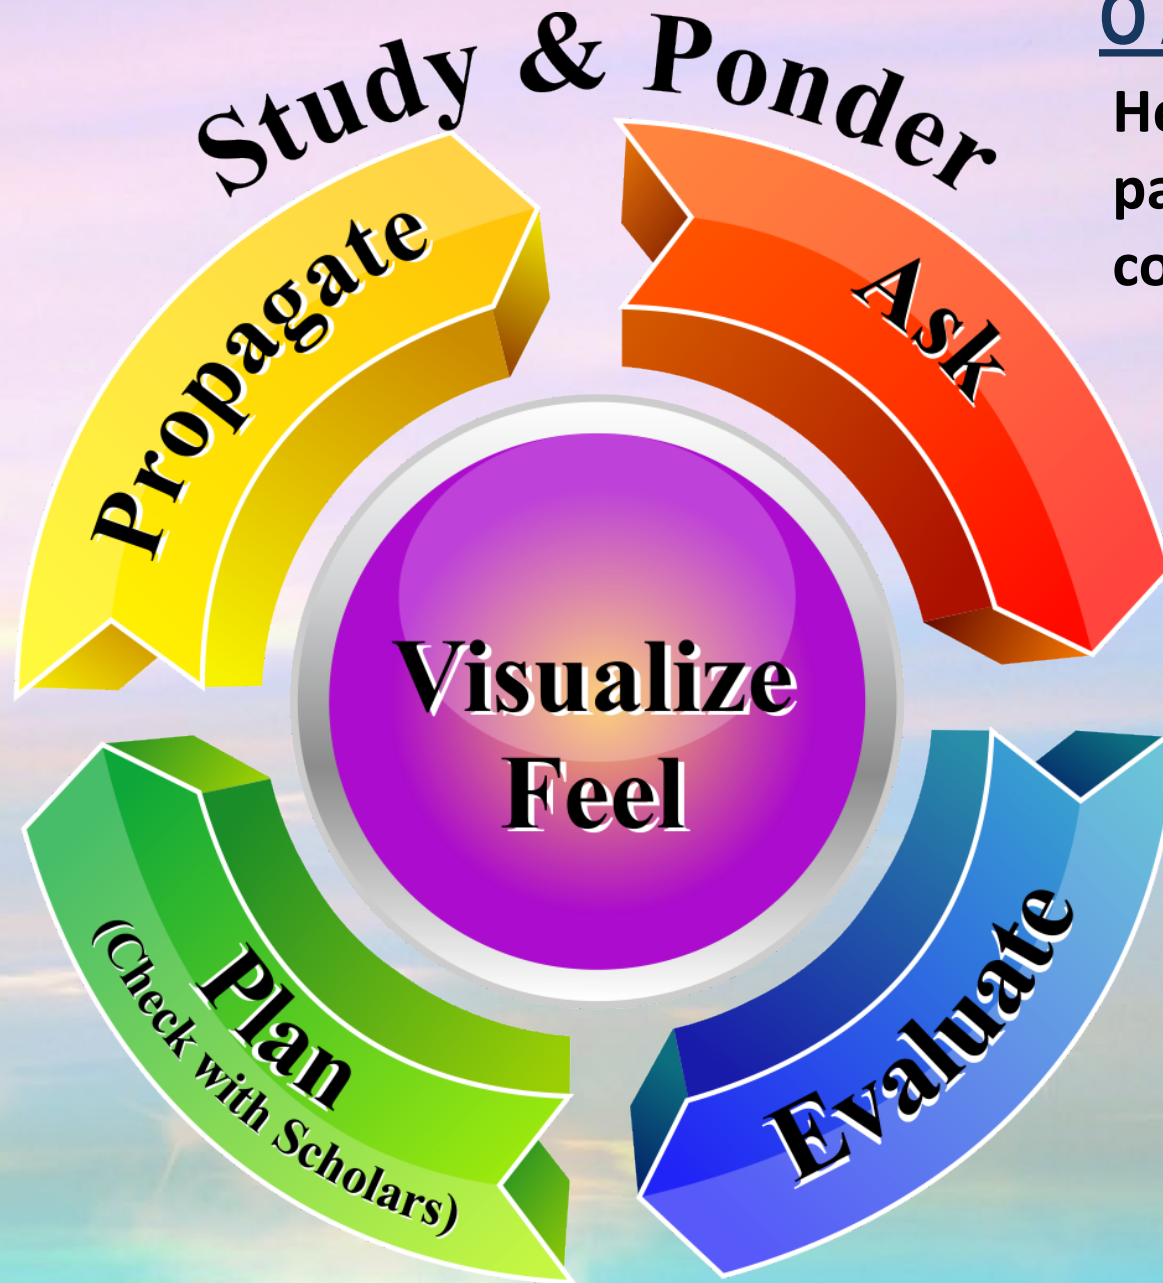 Study & Ponder
Propagate
Ask
Visualize
Feel
Plan
(Check with Scholars)
Evaluate